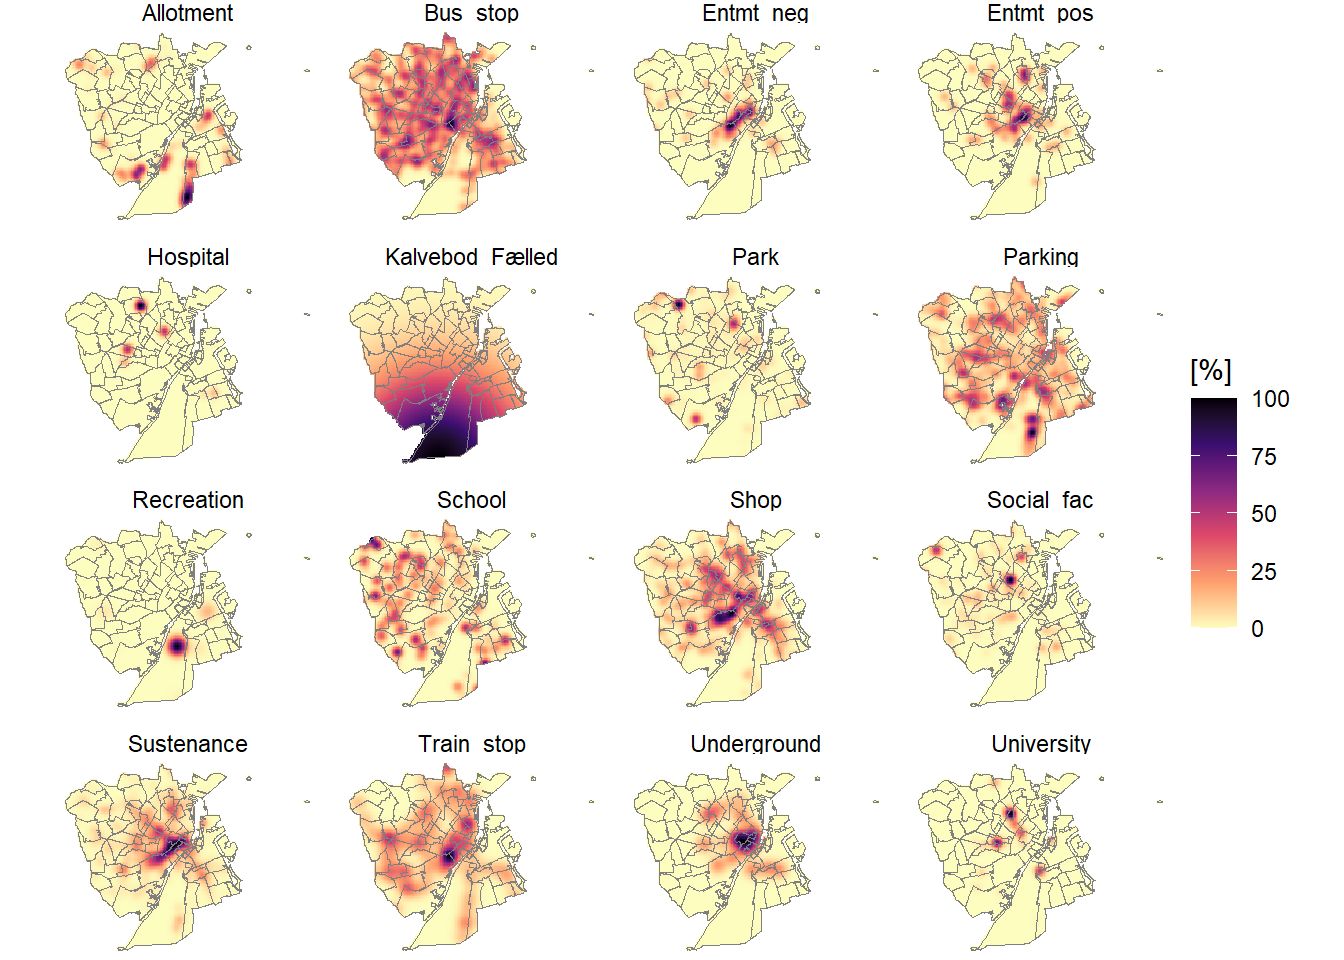 Allotment Bus stop Entmt neg Entmt pos
Hospital Kalvebod Fælled Park Parking
[%]
100
75
50
25
0
Recreation School Shop Social fac
Sustenance Train stop Underground University